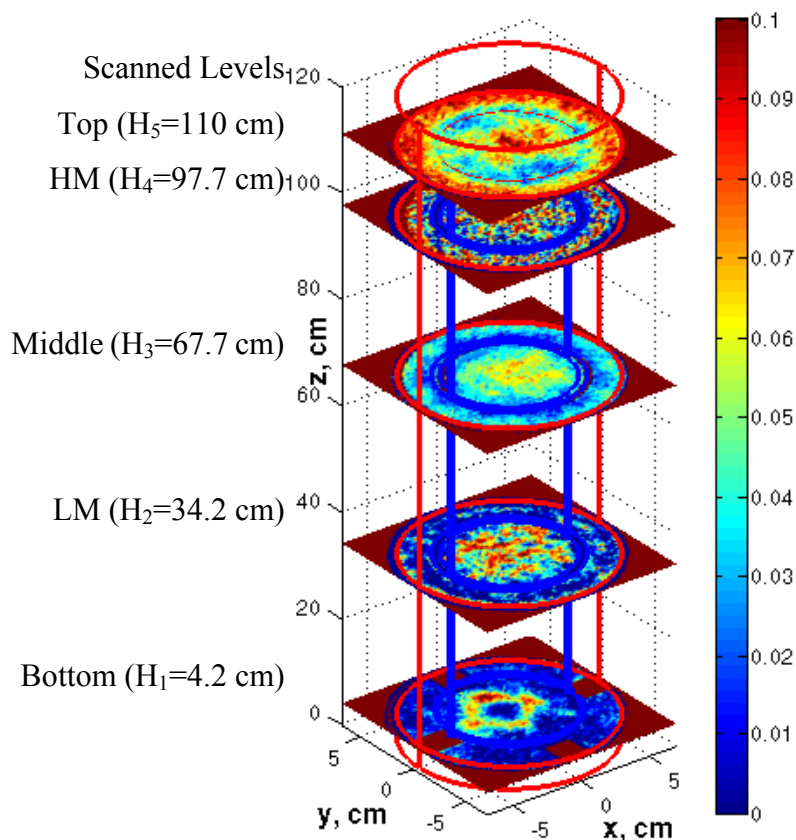 Scanned Levels
Top (H₅=110 cm)
HM (H₄=97.7 cm)
Middle (H₃=67.7 cm)
LM (H₂=34.2 cm)
Bottom (H₁=4.2 cm)
120
100
80
60
40
20
0
z, cm
5
0
-5
y, cm
-5
0
5
x, cm
0.1
0.09
0.08
0.07
0.06
0.05
0.04
0.03
0.02
0.01
0